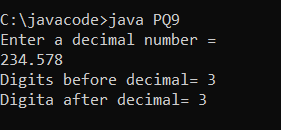 C:\javacode>java PQ9
Enter a decimal number =
234.578
Digits before decimal= 3
Digita after decimal= 3